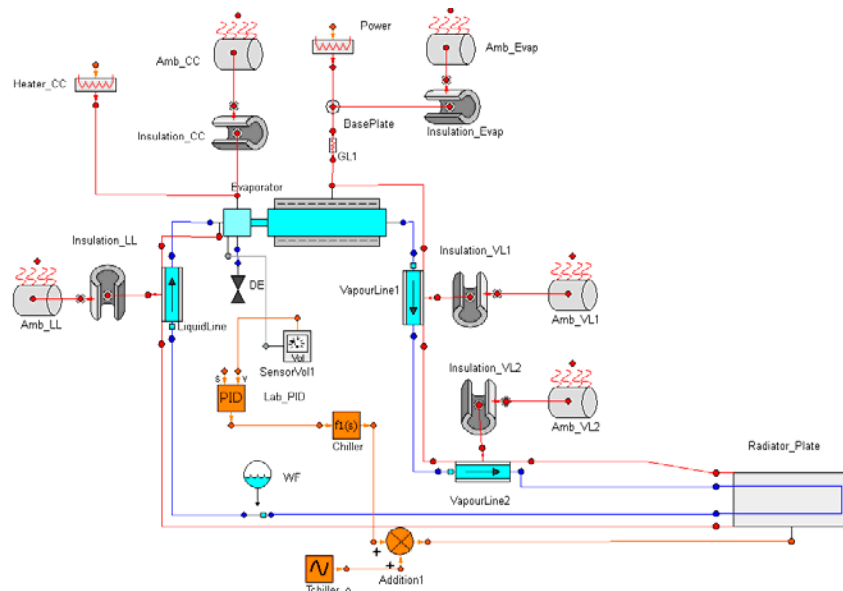 Power
Amb_CC
Amb_Evap
Heater_CC
Insulation_CC
BasePlate
Insulation_Evap
GL1
Evaporator
Insulation_LL
Insulation_VL1
DE
VapourLine1
Amb_LL
LiquidLine
Amb_VL1
Vol
SensorVol1
Insulation_VL2
S V
PID
Lab_PID
f1(s)
Chiller
Amb_VL2
Radiator_Plate
WF
VapourLine2
+
+
Addition1
Tchiller_o